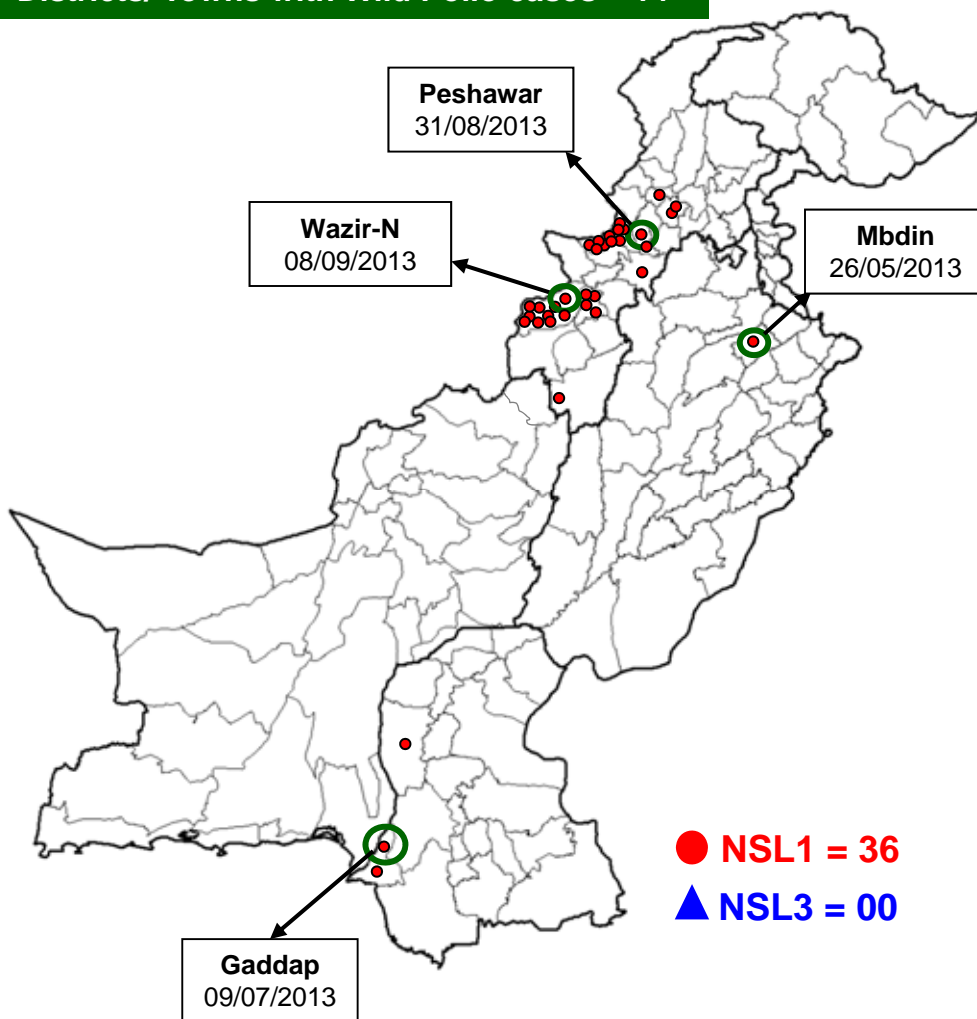 Peshawar
31/08/2013
Wazir-N
08/09/2013
Mbdin
26/05/2013
NSL1 = 36
NSL3 = 00
Gaddap
09/07/2013